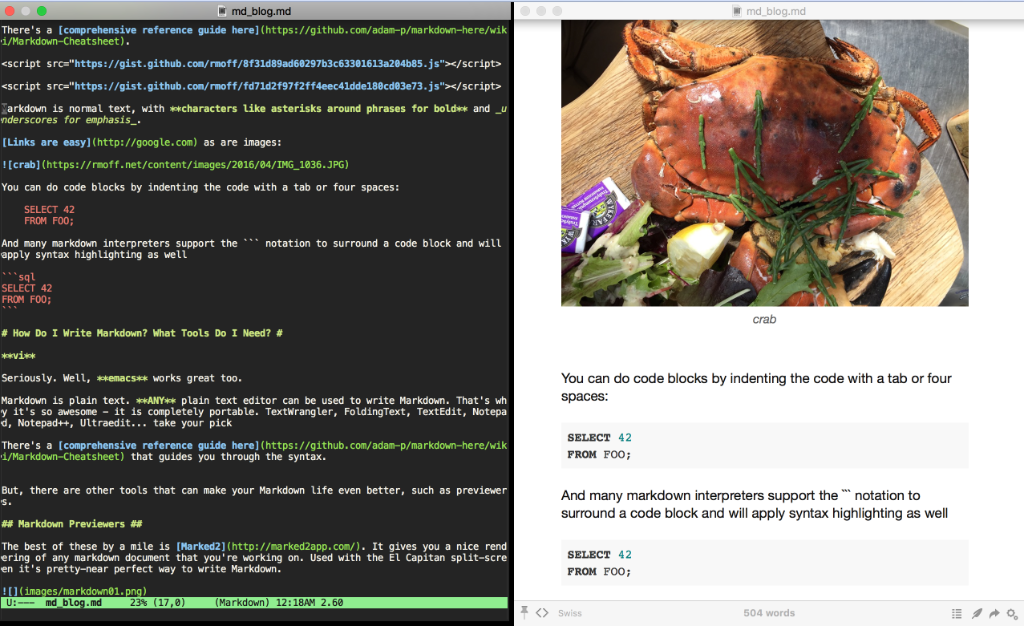 md_blog.md
There's a [comprehensive reference guide here](https://github.com/adam-p/markdown-here/wik
i/Markdown-Cheatsheet).
<script src="https://gist.github.com/rmoff/8f31d89ad60297b3c63301613a204b85.js"></script>
<script src="https://gist.github.com/rmoff/fd71d2f97f2ff4eec41dde180cd03e73.js"></script>
Markdown is normal text, with **characters like asterisks around phrases for bold** and _u
nderscores for emphasis_.
[Links are easy](http://google.com) as are images:
![crab](https://rmoff.net/content/images/2016/04/IMG_1036.JPG)
You can do code blocks by indenting the code with a tab or four spaces:
SELECT 42
FROM FOO;
And many markdown interpreters support the ``` notation to surround a code block and will
apply syntax highlighting as well
```sql
SELECT 42
FROM FOO;
```
# How Do I Write Markdown? What Tools Do I Need? #
**vi**
Seriously. Well, **emacs** works great too.
Markdown is plain text. **ANY** plain text editor can be used to write Markdown. That's wh
y it's so awesome - it is completely portable. TextWrangler, FoldingText, TextEdit, Notepa
d, Notepad++, Ultraedit... take your pick
There's a [comprehensive reference guide here](https://github.com/adam-p/markdown-here/wik
i/Markdown-Cheatsheet) that guides you through the syntax.
But, there are other tools that can make your Markdown life even better, such as previewer
s.
## Markdown Previewers ##
The best of these by a mile is [Marked2](http://marked2app.com/). It gives you a nice rend
ering of any markdown document that you're working on. Used with the El Capitan split-scre
en it's pretty-near perfect way to write Markdown.
![](images/markdown01.png)
U:--- md_blog.md 23% (17,0) (Markdown) 12:18AM 2.60
md_blog.md
crab
You can do code blocks by indenting the code with a tab or four
spaces:
SELECT 42
FROM FOO;
And many markdown interpreters support the ``` notation to
surround a code block and will apply syntax highlighting as well
SELECT 42
FROM FOO;
Swiss
504 words